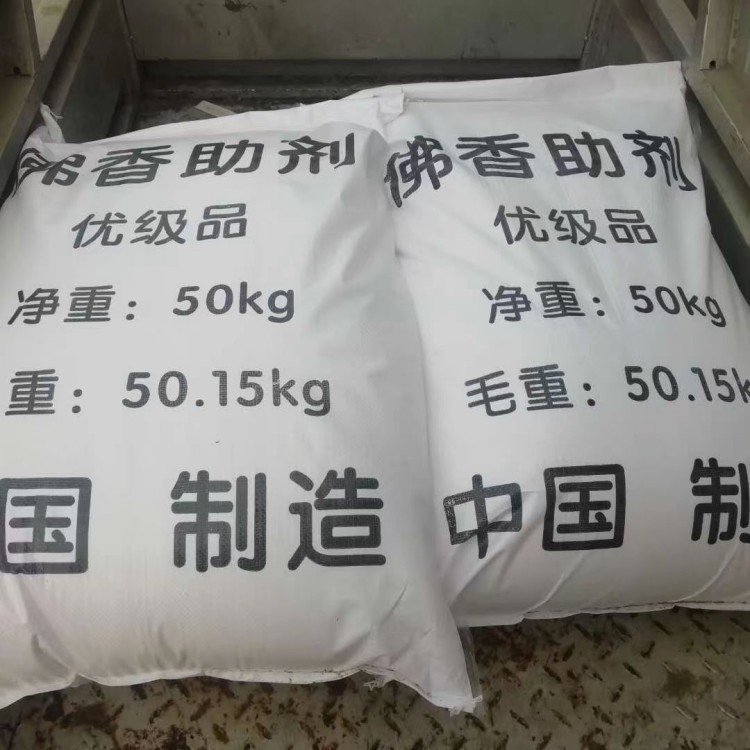 佛香助剂
优级品
净重：50kg
重：50.15kg
国 制造
佛香助剂
优级品
净重：50kg
毛重：50.15k
中国 制